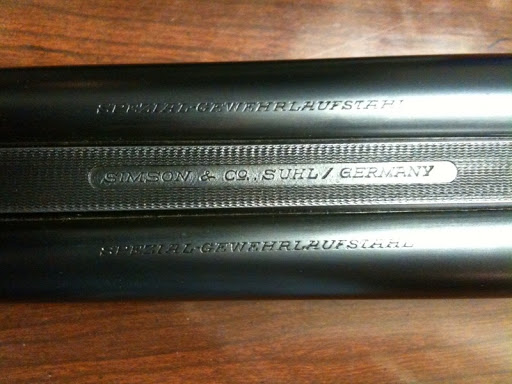 SPEZIAL-GEWEHRLAUFSTAHL
SIMSON & CO. SUHL/GERMANY
SPEZIAL-GEWEHRLAUFSTAHL